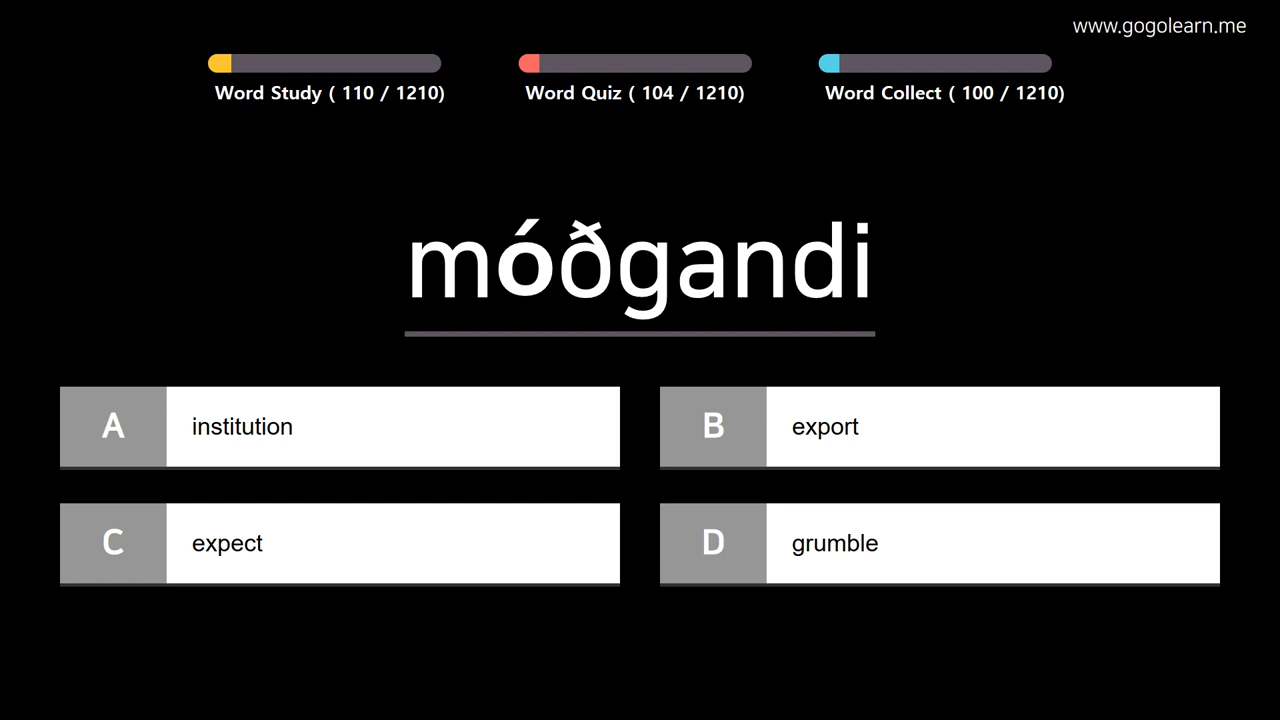 www.gogolearn.me
Word Study ( 110 / 1210)
Word Quiz ( 104 / 1210)
Word Collect ( 100 / 1210)
móðgandi
A institution
B export
C expect
D grumble